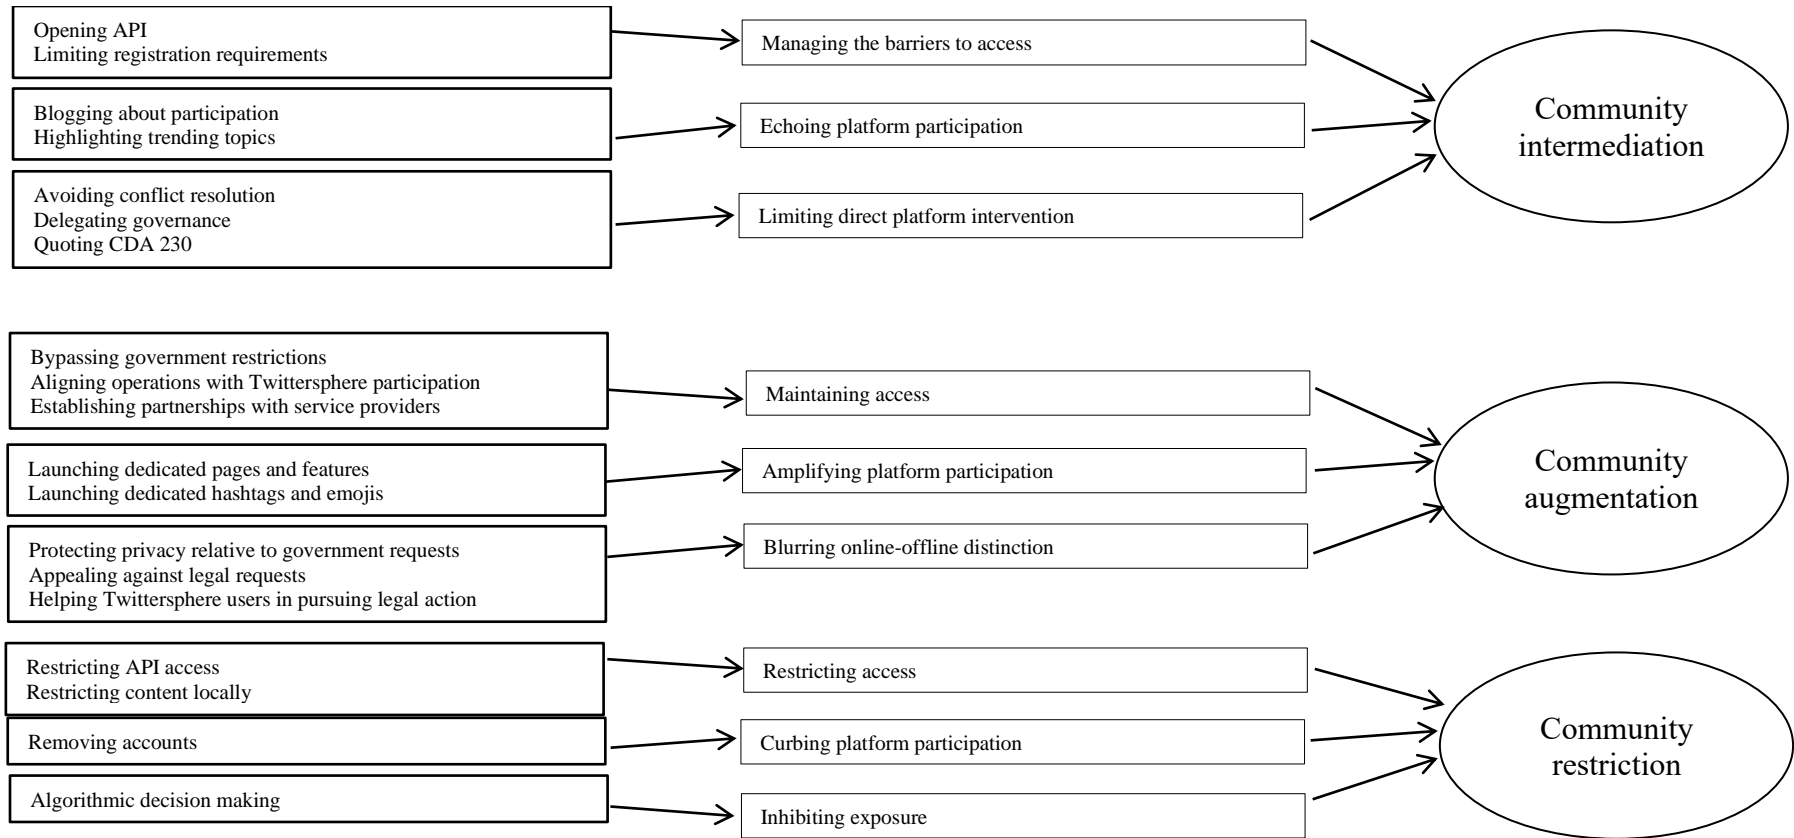 Opening API
Limiting registration requirements
Managing the barriers to access
Blogging about participation
Highlighting trending topics
Echoing platform participation
Avoiding conflict resolution
Delegating governance
Quoting CDA 230
Limiting direct platform intervention
Community
intermediation
Bypassing government restrictions
Aligning operations with Twittersphere participation
Establishing partnerships with service providers
Maintaining access
Launching dedicated pages and features
Launching dedicated hashtags and emojis
Amplifying platform participation
Protecting privacy relative to government requests
Appealing against legal requests
Helping Twittersphere users in pursuing legal action
Blurring online-offline distinction
Community
augmentation
Restricting API access
Restricting content locally
Restricting access
Removing accounts
Curbing platform participation
Algorithmic decision making
Inhibiting exposure
Community
restriction